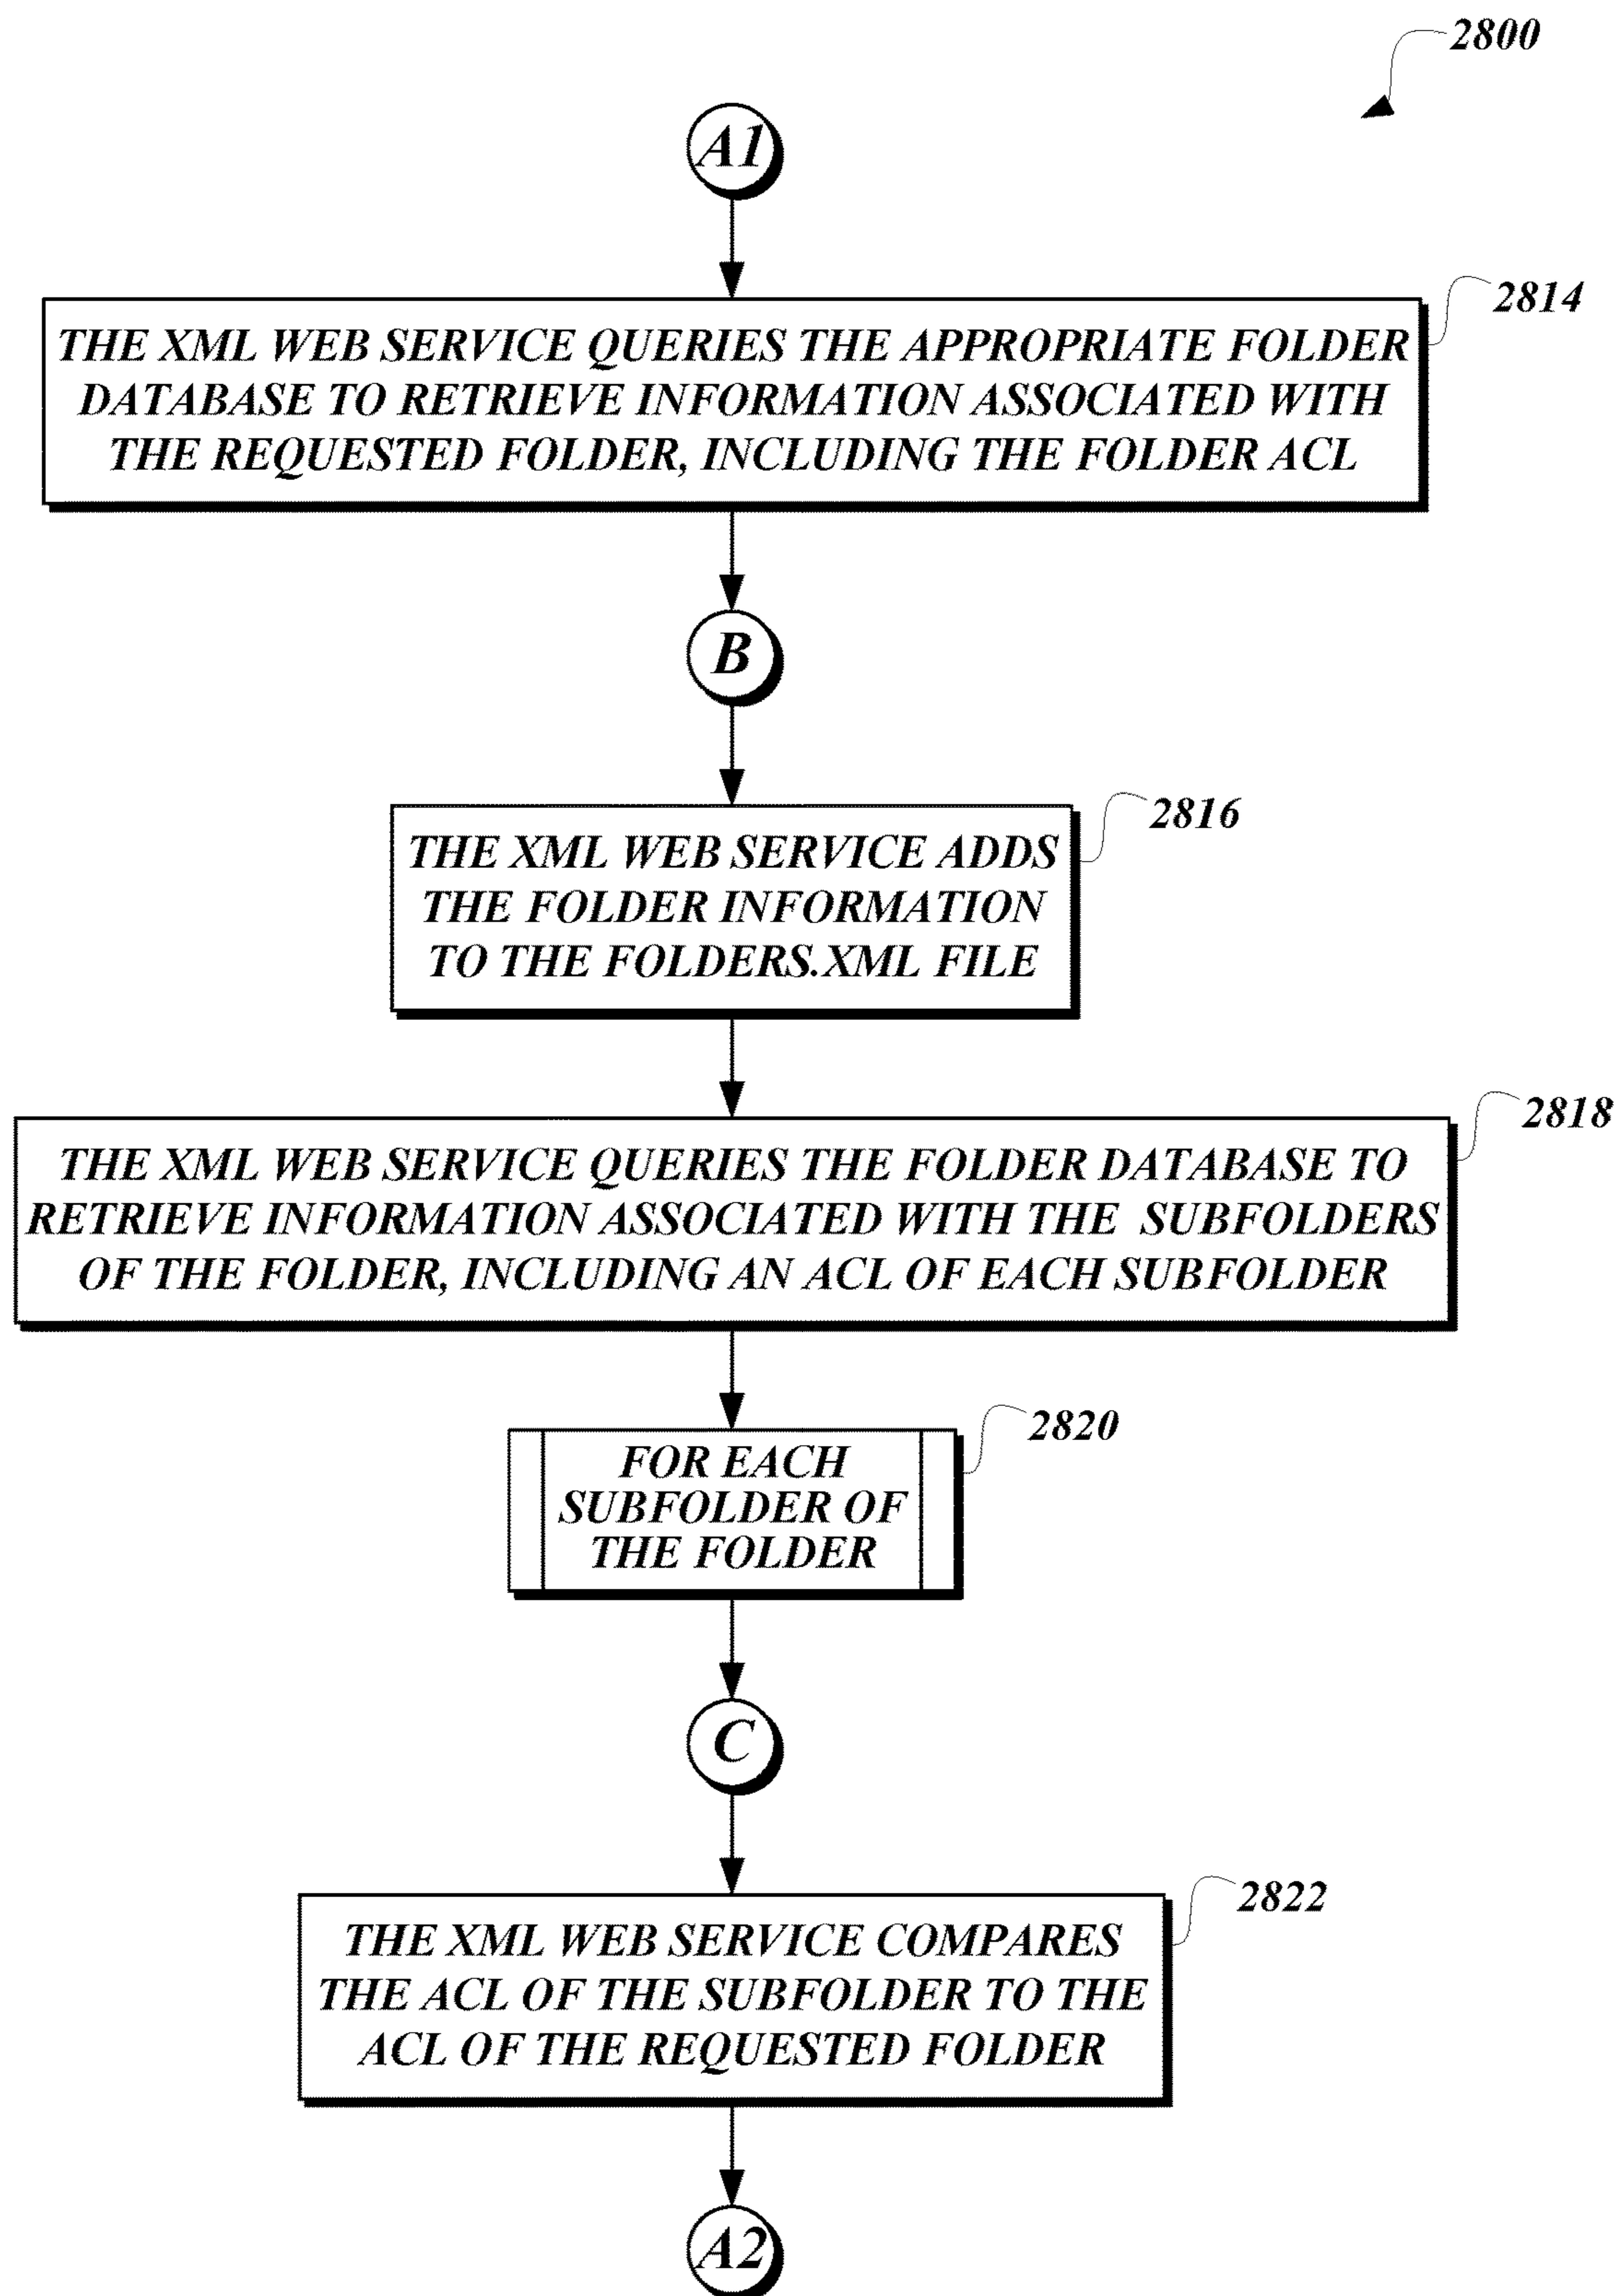 2800
A1
2814
THE XML WEB SERVICE QUERIES THE APPROPRIATE FOLDER
DATABASE TO RETRIEVE INFORMATION ASSOCIATED WITH
THE REQUESTED FOLDER, INCLUDING THE FOLDER ACL
B
2816
THE XML WEB SERVICE ADDS
THE FOLDER INFORMATION
TO THE FOLDERS.XML FILE
2818
THE XML WEB SERVICE QUERIES THE FOLDER DATABASE TO
RETRIEVE INFORMATION ASSOCIATED WITH THE SUBFOLDERS
OF THE FOLDER, INCLUDING AN ACL OF EACH SUBFOLDER
2820
FOR EACH
SUBFOLDER OF
THE FOLDER
C
2822
THE XML WEB SERVICE COMPARES
THE ACL OF THE SUBFOLDER TO THE
ACL OF THE REQUESTED FOLDER
A2